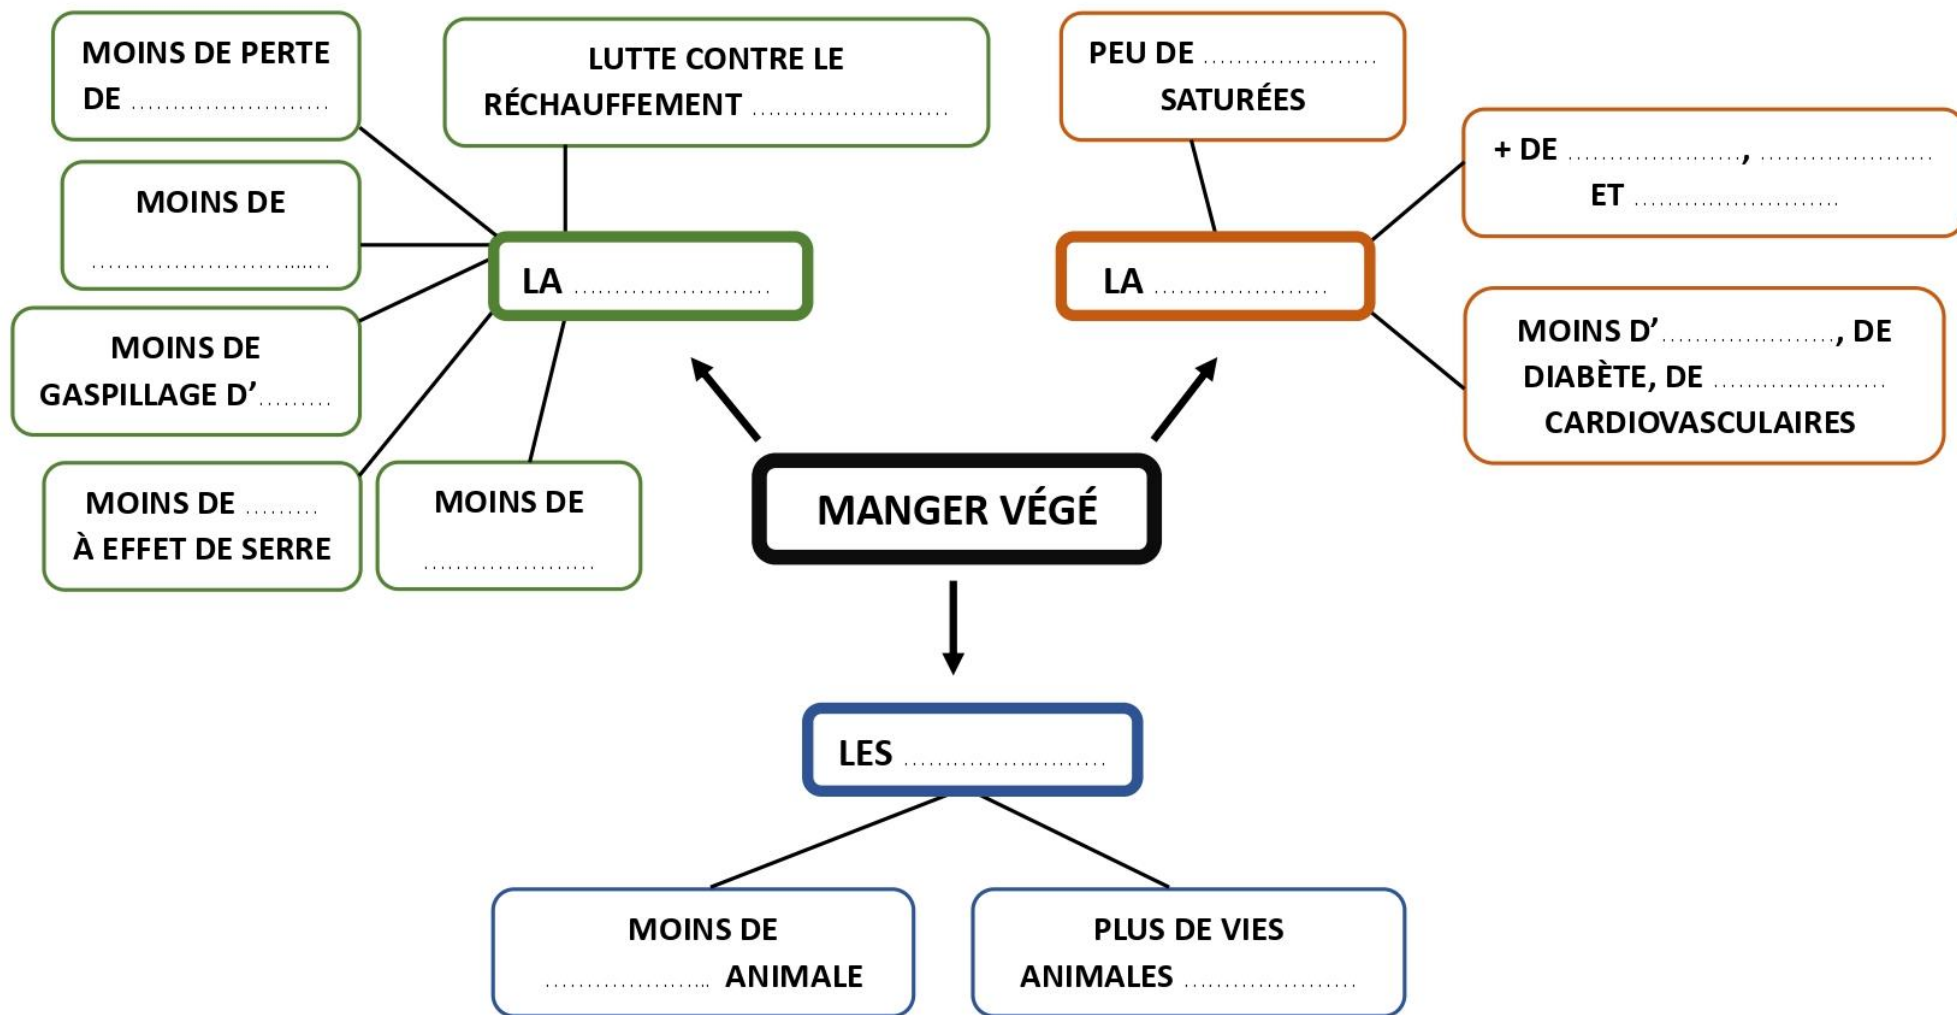 MOINS DE PERTE
DE ........................
LUTTE CONTRE LE
RÉCHAUFFEMENT ........................
PEU DE .....................
SATURÉES
+ DE ....................., .....................
ET .........................
MOINS DE
.............................
LA ........................
LA .....................
MOINS DE
GASPILLAGE D’.........
MOINS D’....................., DE
DIABÈTE, DE .....................
CARDIOVASCULAIRES
MOINS DE .........
À EFFET DE SERRE
MOINS DE
.....................
MANGER VÉGÉ
LES .........................
MOINS DE
.................... ANIMALE
PLUS DE VIES
ANIMALES .....................